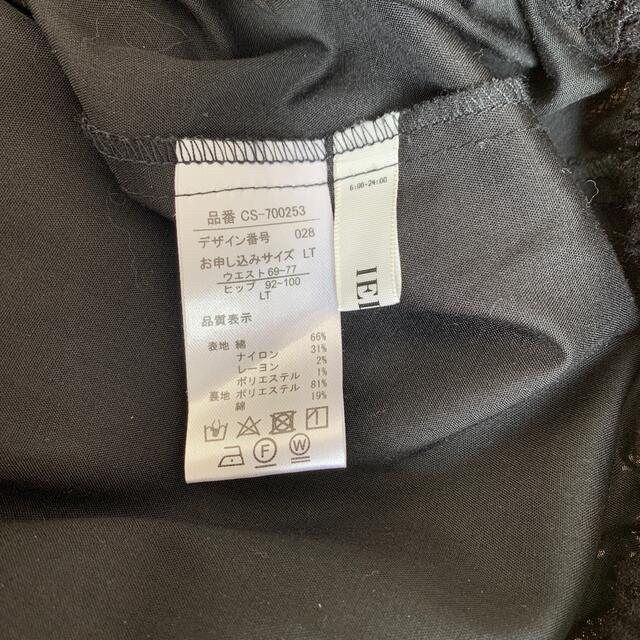 品番 CS-700253
デザイン番号 028
お申し込みサイズ LT
ウエスト69-77
ヒップ 92~100
LT
品質表示
表地 綿 66%
ナイロン 31%
レーヨン 2%
ポリエステル 1%
裏地 ポリエステル 81%
綿 19%
F W
6:00-24:00